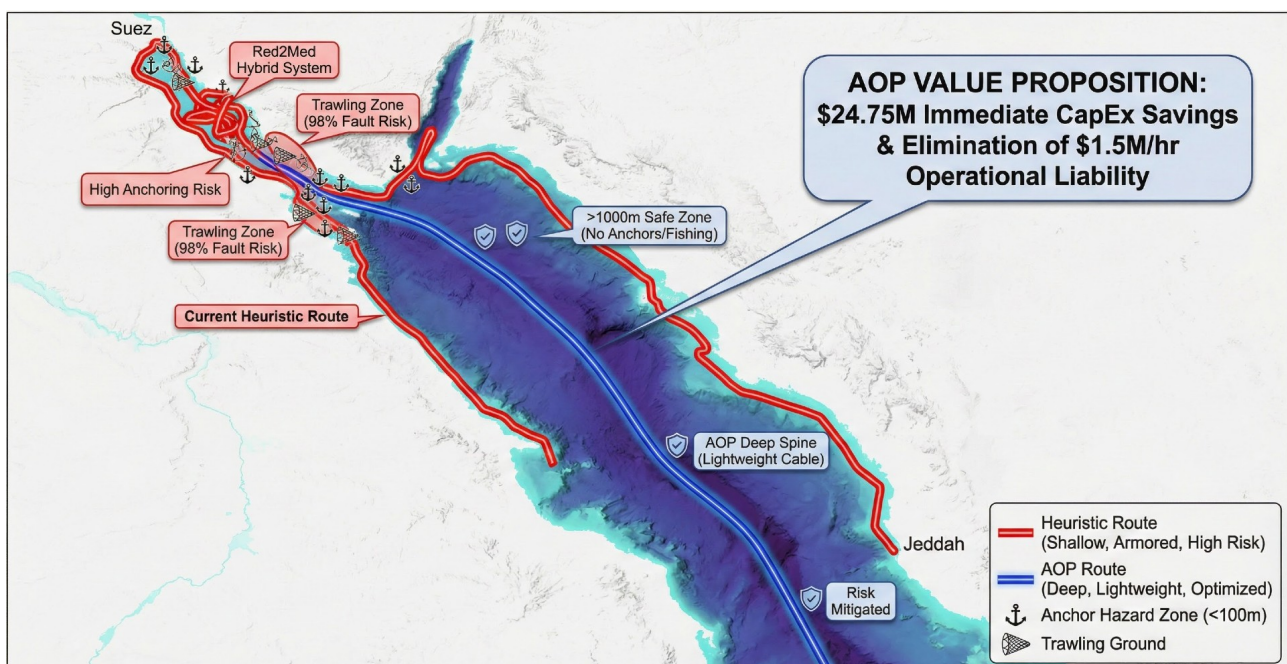 Suez
Red2Med
Hybrid System
Trawling Zone
(98% Fault Risk)
High Anchoring Risk
Trawling Zone
(98% Fault Risk)
Current Heuristic Route
AOP VALUE PROPOSITION:
$24.75M Immediate CapEx Savings
& Elimination of $1.5M/hr
Operational Liability
>1000m Safe Zone
(No Anchors/Fishing)
AOP Deep Spine
(Lightweight Cable)
Jeddah
Risk
Mitigated
Heuristic Route
(Shallow, Armored, High Risk)
AOP Route
(Deep, Lightweight, Optimized)
Anchor Hazard Zone (<100m)
Trawling Ground